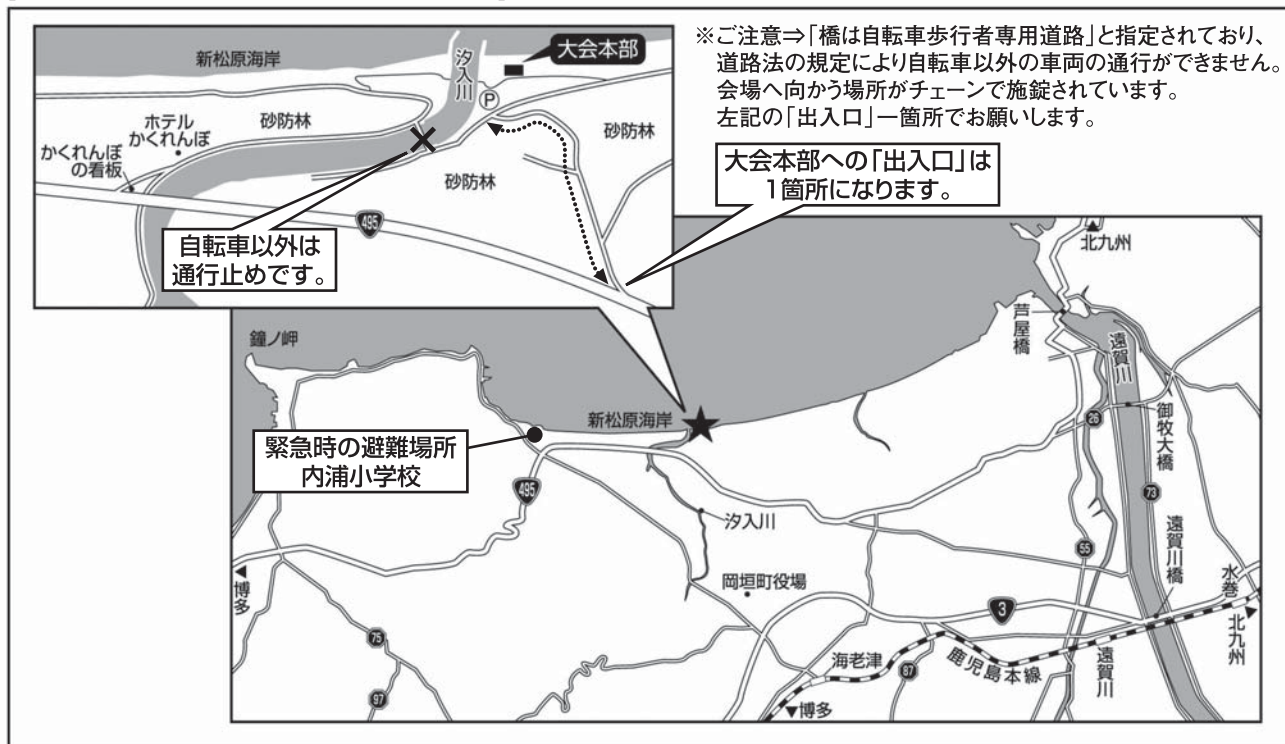 ※ご注意⇒「橋は自転車歩行者専用道路」と指定されており、
道路法の規定により自転車以外の車両の通行ができません。
会場へ向かう場所がチェーンで施錠されています。
左記の「出入口」一箇所でお願いします。
大会本部への「出入口」は
1箇所になります。
新松原海岸
汐入川
大会本部
P
ホテル
かくれんぼ
砂防林
砂防林
かくれんぼ
の看板
砂防林
495
自転車以外は
通行止めです。
北九州
芦屋橋
遠賀川
鐘ノ岬
新松原海岸
26
御牧大橋
緊急時の避難場所
内浦小学校
495
73
汐入川
55
遠賀川橋
岡垣町役場
水巻
博多
3
北九州
75
海老津
鹿児島本線
遠賀川
87
97
博多